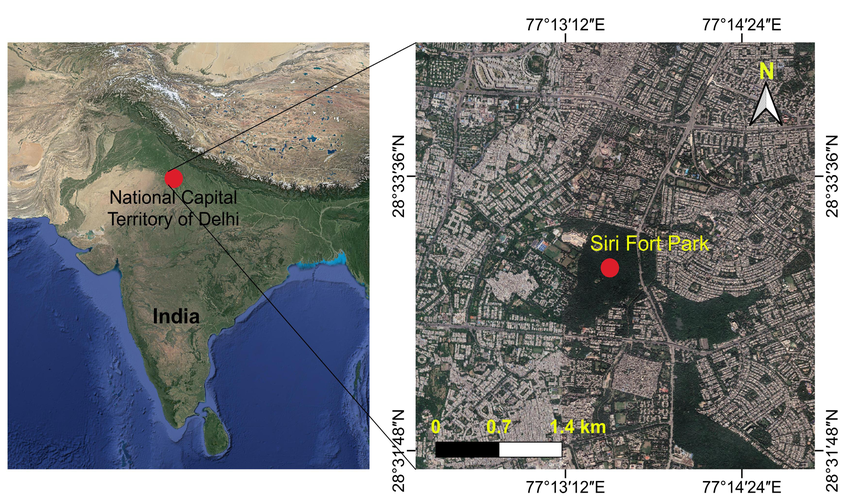 77°13′12″E
77°14′24″E
N
28°33′36″N
28°33′36″N
National Capital
Territory of Delhi
Siri Fort Park
India
0 0.7 1.4 km
28°31′48″N
28°31′48″N
77°13′12″E
77°14′24″E